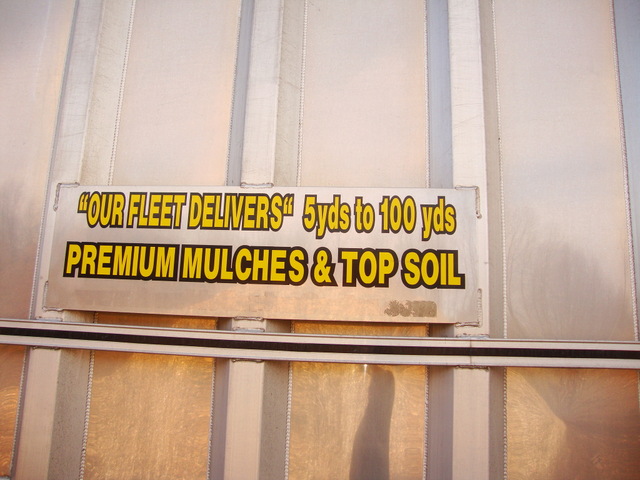 “OUR FLEET DELIVERS“ 5yds to 100 yds
PREMIUM MULCHES & TOP SOIL